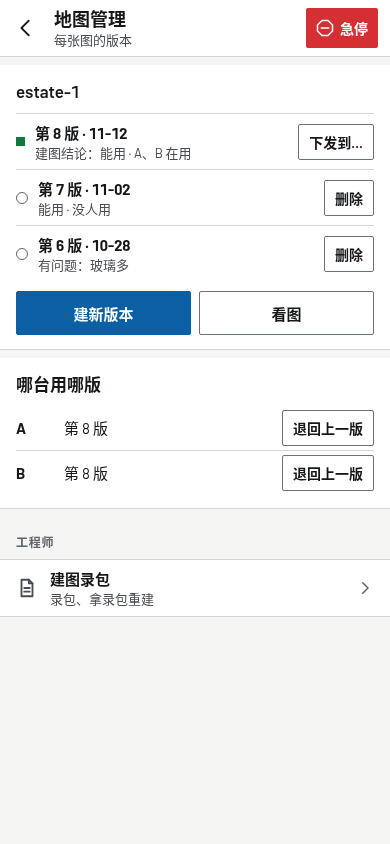 地图管理
每张图的版本
急停
estate-1
第 8 版 · 11-12
建图结论：能用 · A、B 在用
下发到...
第 7 版 · 11-02
能用 · 没人用
删除
第 6 版 · 10-28
有问题：玻璃多
删除
建新版本
看图
哪台用哪版
A
第 8 版
退回上一版
B
第 8 版
退回上一版
工程师
建图录包
录包、拿录包重建